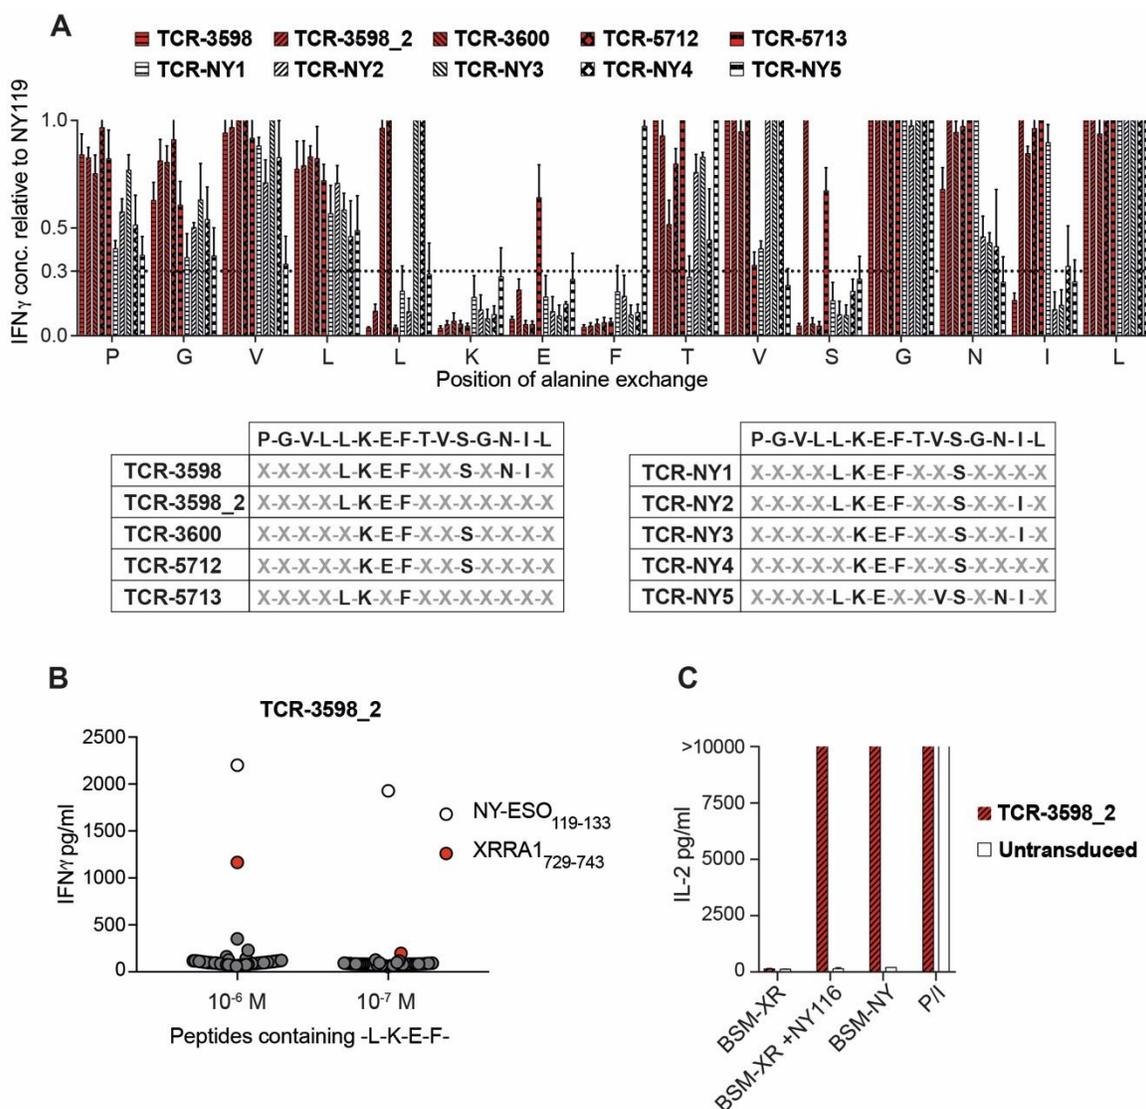 A
TCR-3598 TCR-3598_2 TCR-3600 TCR-5712 TCR-5713
TCR-NY1 TCR-NY2 TCR-NY3 TCR-NY4 TCR-NY5
IFNγ conc. relative to NY119
1.0
0.5
0.3
0.0
P G V L L K E F T V S G N I L
Position of alanine exchange
P-G-V-L-L-K-E-F-T-V-S-G-N-I-L
TCR-3598 X-X-X-X-L-K-E-F-X-X-S-X-N-I-X
TCR-3598_2 X-X-X-X-L-K-E-F-X-X-X-X-X-X-X
TCR-3600 X-X-X-X-X-K-E-F-X-X-S-X-X-X-X
TCR-5712 X-X-X-X-X-K-E-F-X-X-S-X-X-X-X
TCR-5713 X-X-X-X-L-K-X-F-X-X-X-X-X-X-X
P-G-V-L-L-K-E-F-T-V-S-G-N-I-L
TCR-NY1 X-X-X-X-L-K-E-F-X-X-S-X-X-X-X
TCR-NY2 X-X-X-X-L-K-E-F-X-X-S-X-X-I-X
TCR-NY3 X-X-X-X-X-K-E-F-X-X-S-X-X-I-X
TCR-NY4 X-X-X-X-X-K-E-F-X-X-S-X-X-X-X
TCR-NY5 X-X-X-X-L-K-E-X-X-V-S-X-N-I-X
B
TCR-3598_2
IFNγ pg/ml
2500
2000
1500
1000
500
0
NY-ESO119-133
XRRA1729-743
10-6 M 10-7 M
Peptides containing -L-K-E-F-
C
IL-2 pg/ml
>10000
7500
5000
2500
0
TCR-3598_2
Untransduced
BSM-XR
BSM-XR +NY116
BSM-NY
P/I